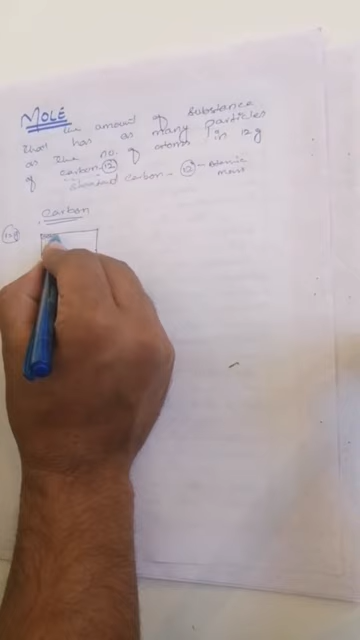 MOLE
The amount of substance
that has as many particles
as the no. of atoms in 12g
of carbon-12
standard carbon - 12 - atomic mass
carbon
12g